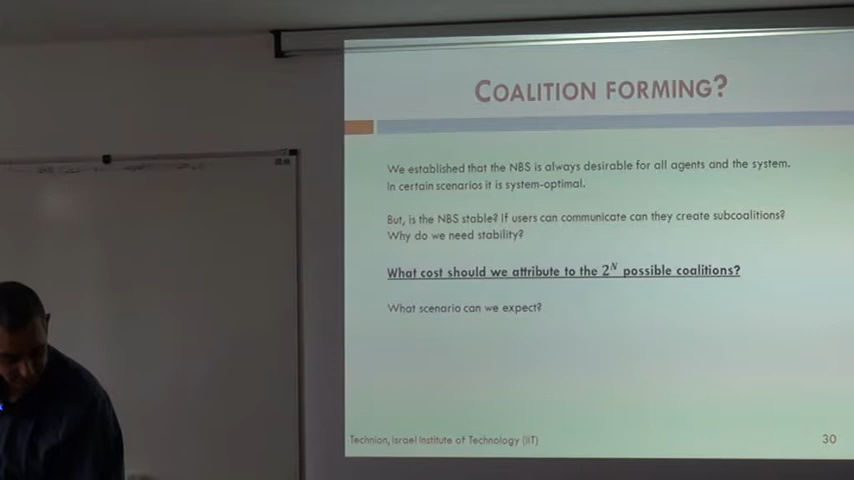 COALITION FORMING?
We established that the NBS is always desirable for all agents and the system.
In certain scenarios it is system-optimal.
But, is the NBS stable? If users can communicate can they create subcoalitions?
Why do we need stability?
What cost should we attribute to the 2^N possible coalitions?
What scenario can we expect?
Technion, Israel Institute of Technology (IIT)
30